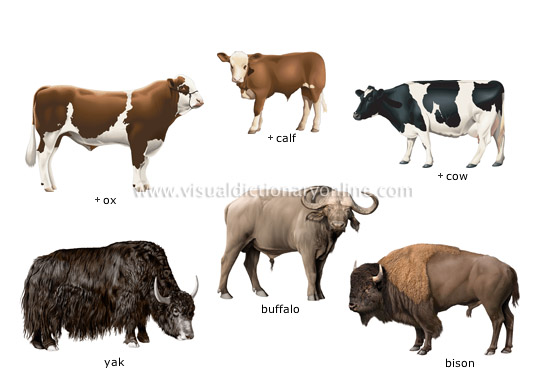 + calf
+ cow
+ ox
www.visualdictionaryonline.com
buffalo
yak
bison